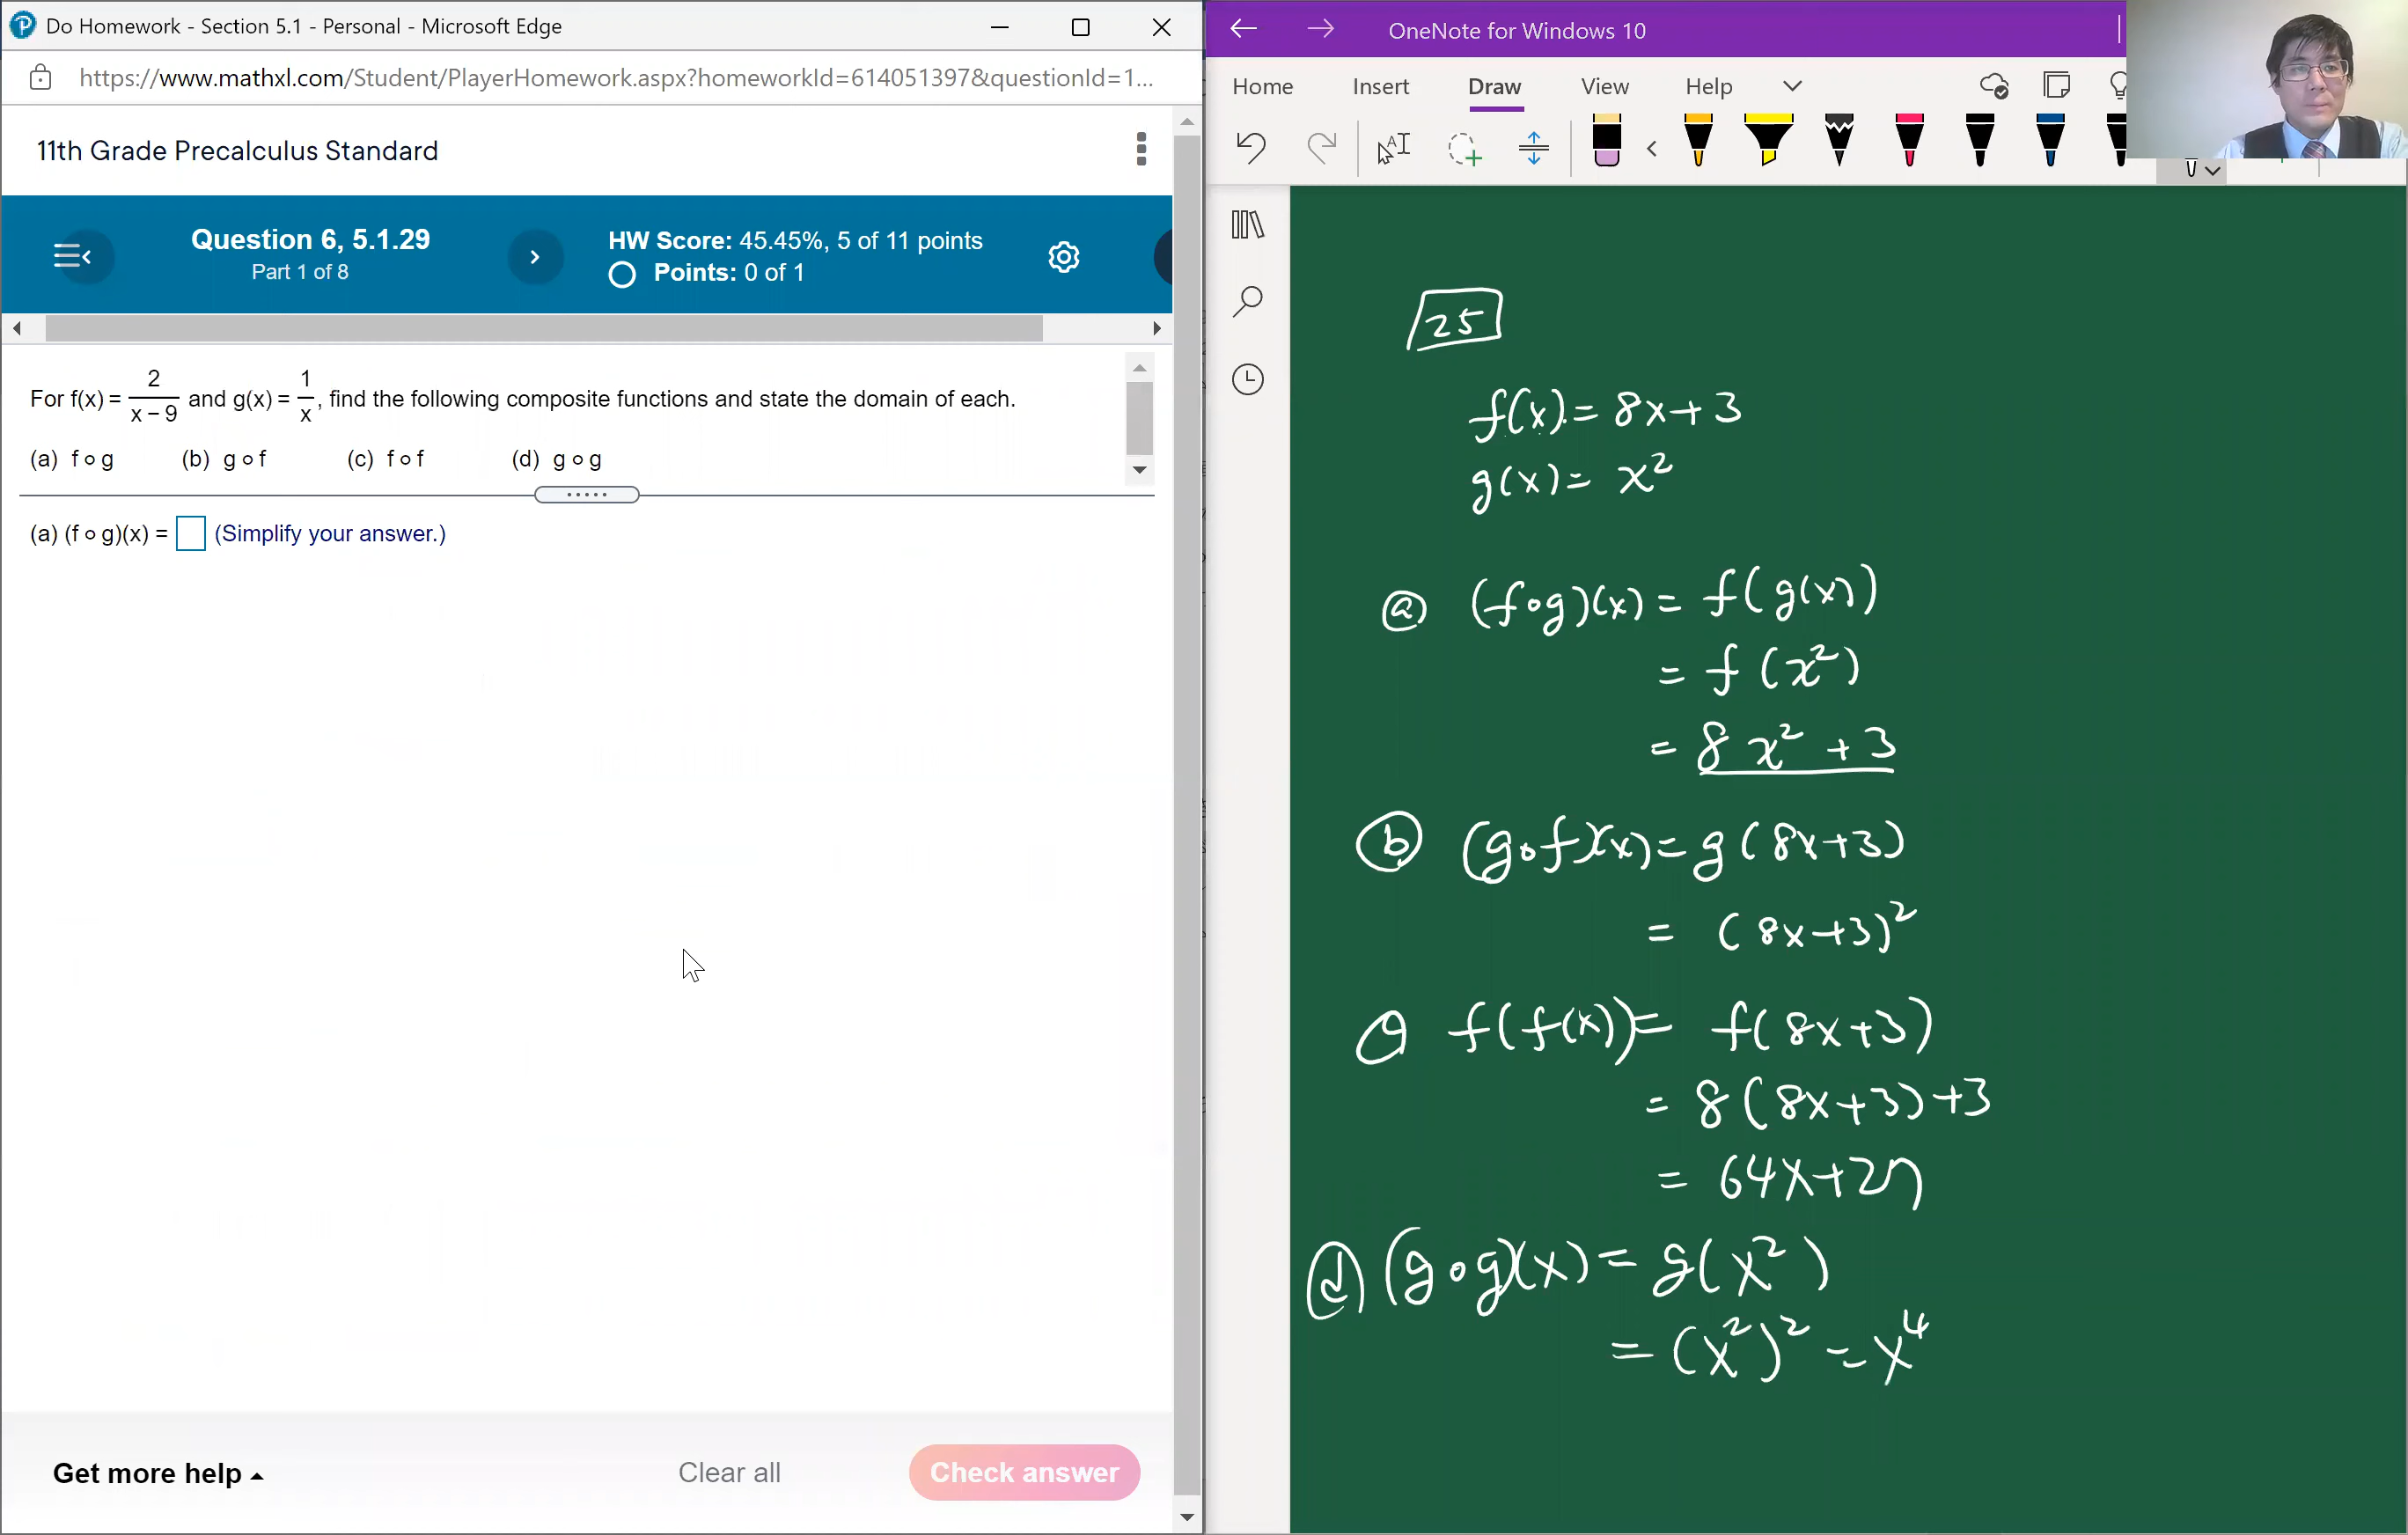 Do Homework - Section 5.1 - Personal - Microsoft Edge
https://www.mathxl.com/Student/PlayerHomework.aspx?homeworkId=614051397&questionId=1...
11th Grade Precalculus Standard
Question 6, 5.1.29
Part 1 of 8
HW Score: 45.45%, 5 of 11 points
Points: 0 of 1
For f(x) = 2/(x − 9) and g(x) = 1/x, find the following composite functions and state the domain of each.
(a) f∘g (b) g∘f (c) f∘f (d) g∘g
(a) (f∘g)(x) = (Simplify your answer.)
Get more help
Clear all
Check answer
OneNote for Windows 10
Home Insert Draw View Help
25
f(x) = 8x+3
g(x) = x²
(a) (f∘g)(x) = f(g(x))
= f(x²)
= 8x² + 3
(b) (g∘f)(x) = g(8x+3)
= (8x+3)²
f(f(x)) = f(8x+3)
= 8(8x+3)+3
= 64x+27
(d) (g∘g)(x) = g(x²)
= (x²)² = x⁴